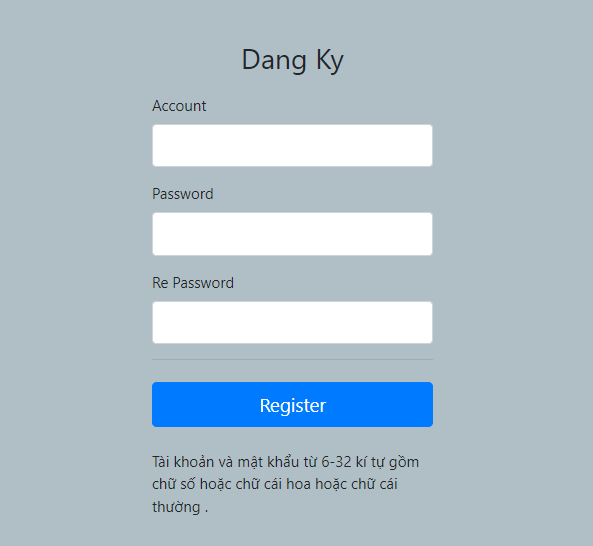 Dang Ky
Account
Password
Re Password
Register
Tài khoản và mật khẩu từ 6-32 kí tự gồm
chữ số hoặc chữ cái hoa hoặc chữ cái
thường .